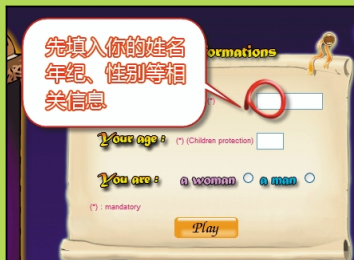 先填入你的姓名
年纪、性别等相
关信息
ormations
(*)
Your age : (*) (Children protection)
You are : a woman a man
(*) : mandatory
Play